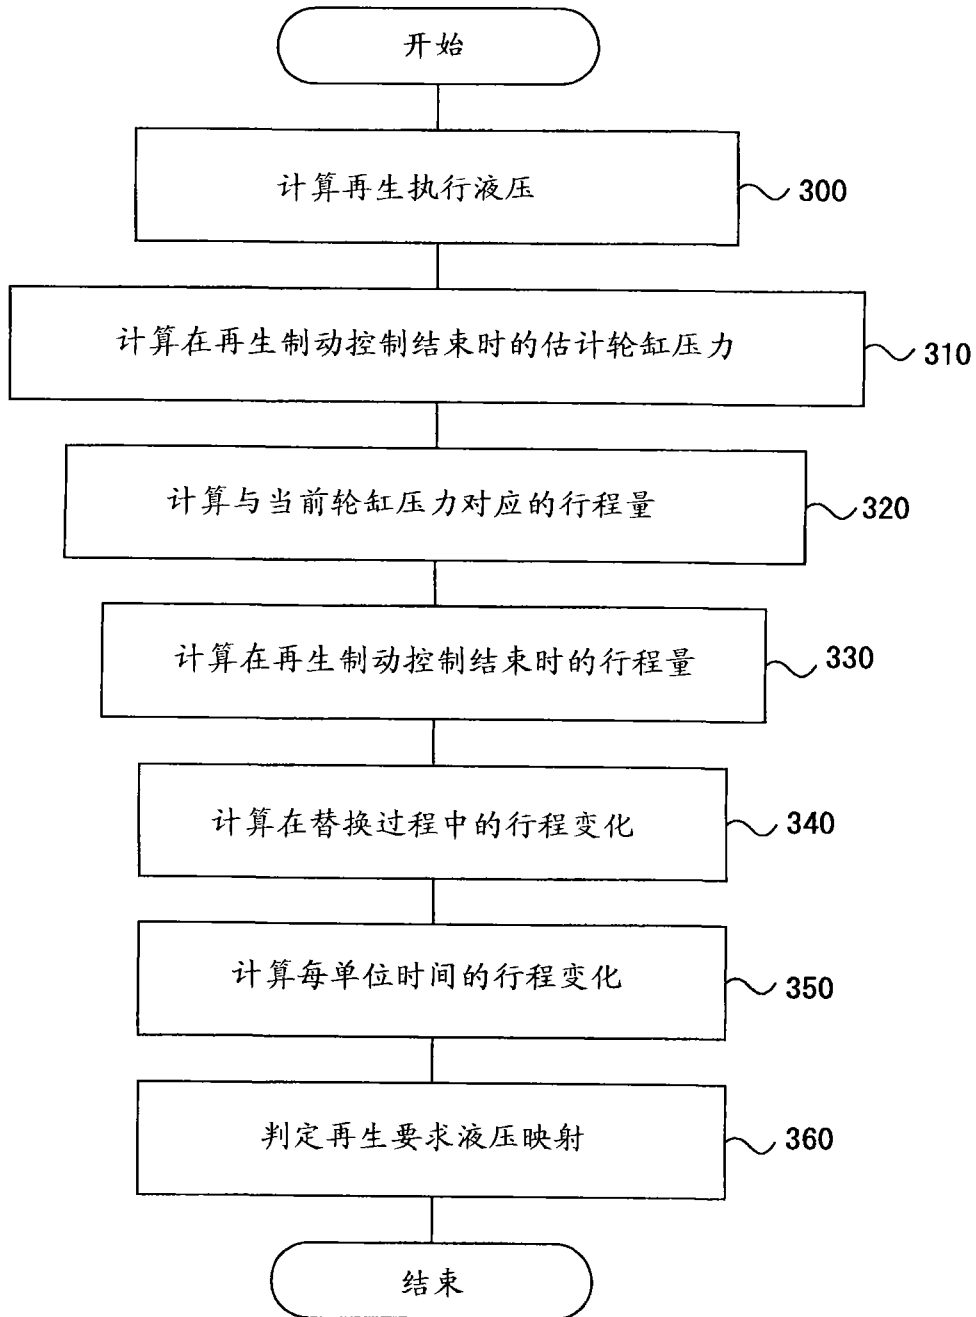 开始
计算再生执行液压
300
计算在再生制动控制结束时的估计轮缸压力
310
计算与当前轮缸压力对应的行程量
320
计算在再生制动控制结束时的行程量
330
计算在替换过程中的行程变化
340
计算每单位时间的行程变化
350
判定再生要求液压映射
360
结束